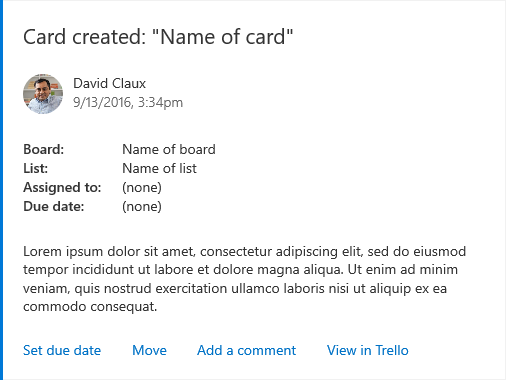 Card created: "Name of card"
David Claux
9/13/2016, 3:34pm
Board: Name of board
List: Name of list
Assigned to: (none)
Due date: (none)
Lorem ipsum dolor sit amet, consectetur adipiscing elit, sed do eiusmod
tempor incididunt ut labore et dolore magna aliqua. Ut enim ad minim
veniam, quis nostrud exercitation ullamco laboris nisi ut aliquip ex ea
commodo consequat.
Set due date Move Add a comment View in Trello